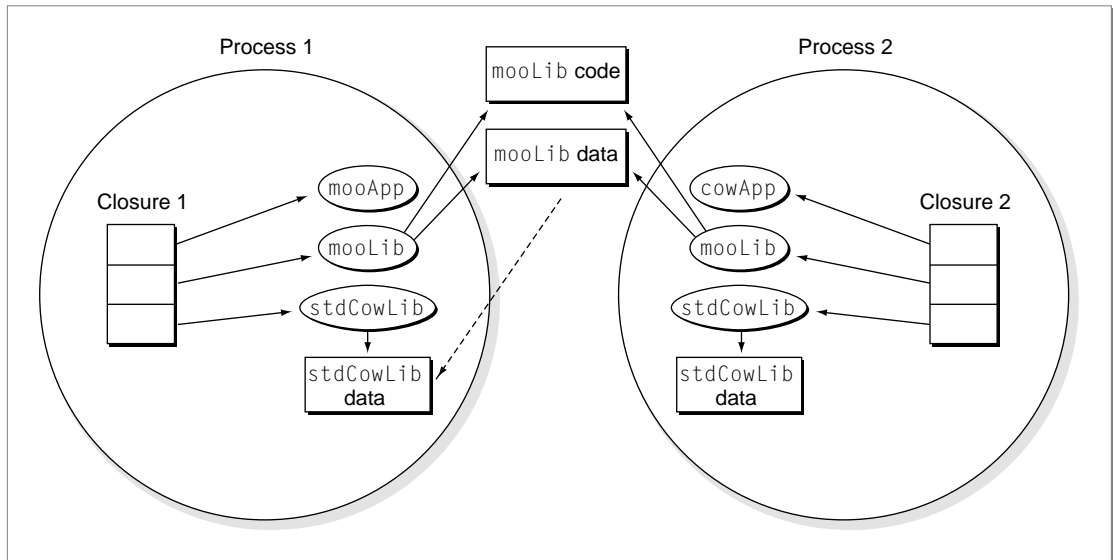 Process 1
Process 2
mooLib code
mooLib data
mooApp
cowApp
Closure 1
Closure 2
mooLib
mooLib
stdCowLib
stdCowLib
stdCowLib
data
stdCowLib
data